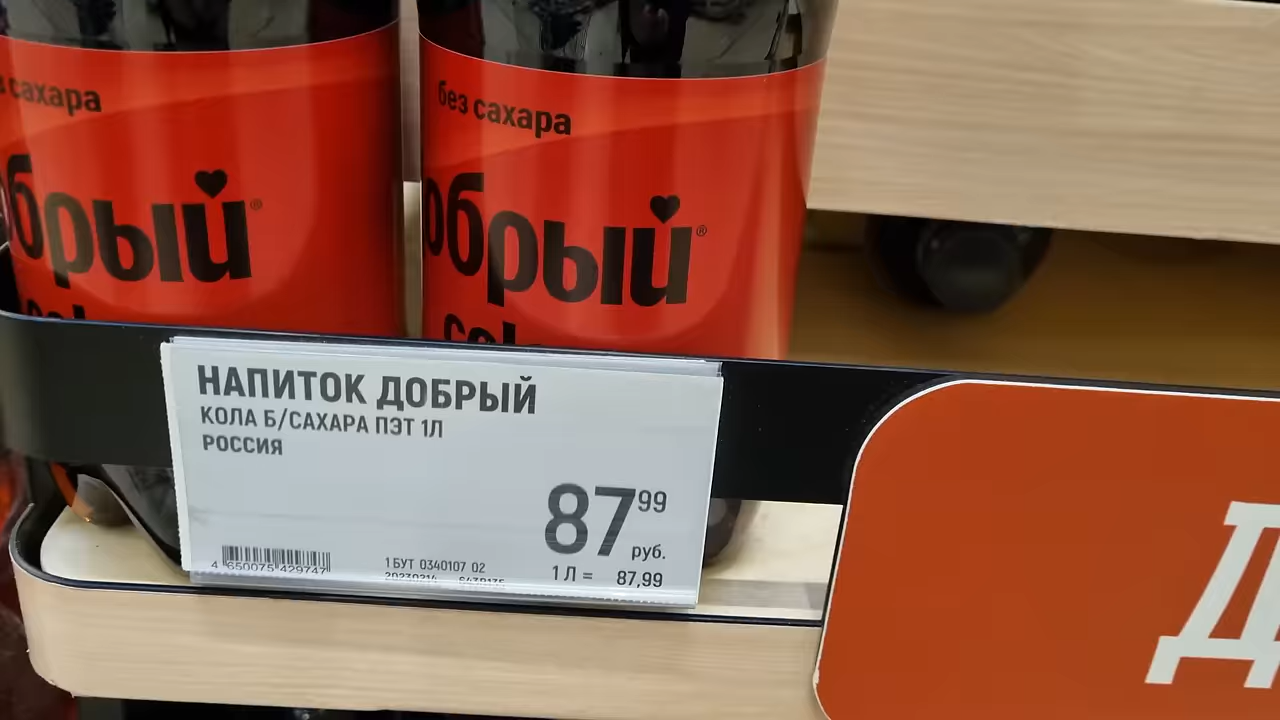 сахара
без сахара
обрый®
обрый®
НАПИТОК ДОБРЫЙ
КОЛА Б/САХАРА ПЭТ 1Л
РОССИЯ
87 99
руб.
4 650075 429747
1 БУТ 0340107 02
1 Л = 87,99
Д